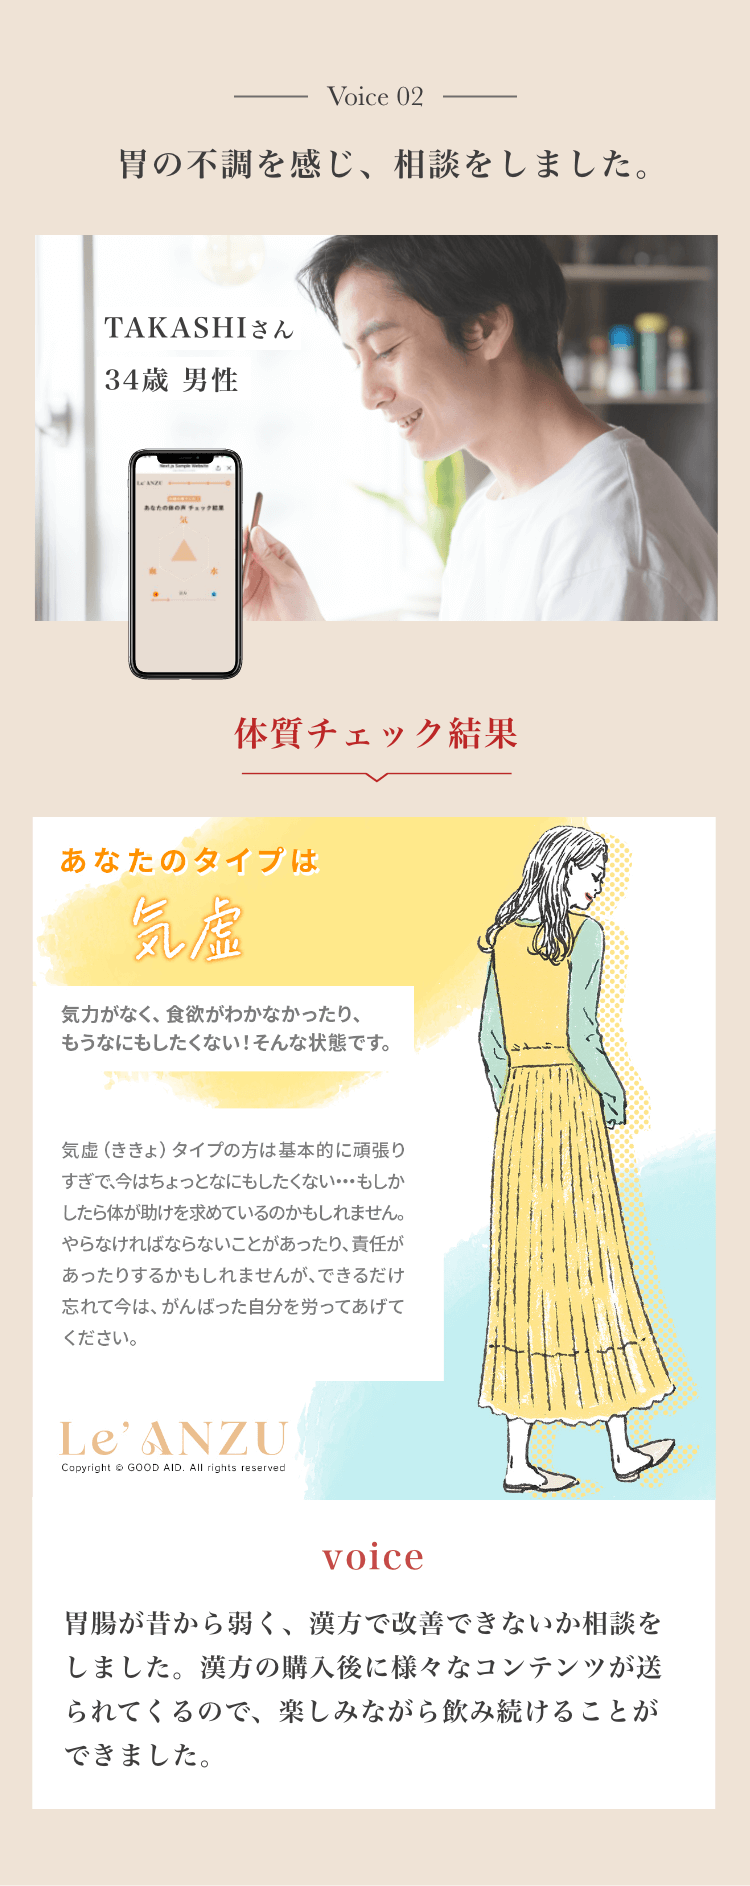 Voice 02
胃の不調を感じ、相談をしました。
TAKASHIさん
34歳 男性
Next.js Sample Website
Le' ANZU
あなたの体の声 チェック結果
気
水
体質チェック結果
あなたのタイプは
気虚
気力がなく、食欲がわかなかったり、
もうなにもしたくない！そんな状態です。
気虚（ききょ）タイプの方は基本的に頑張り
すぎで、今はちょっとなにもしたくない・・・もしか
したら体が助けを求めているのかもしれません。
やらなければならないことがあったり、責任が
あったりするかもしれませんが、できるだけ
忘れて今は、がんばった自分を労ってあげて
ください。
Le' ANZU
Copyright © GOOD AID. All rights reserved
voice
胃腸が昔から弱く、漢方で改善できないか相談を
しました。漢方の購入後に様々なコンテンツが送
られてくるので、楽しみながら飲み続けることが
できました。